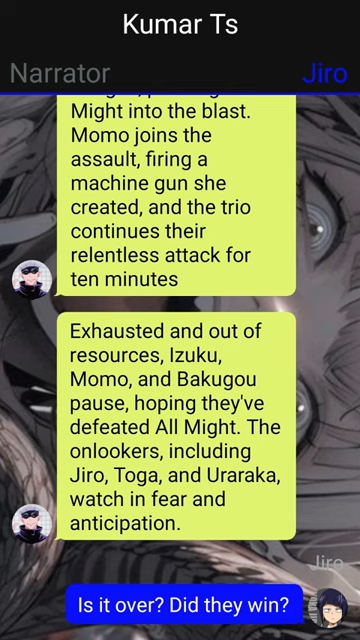 Kumar Ts
Narrator
Jiro
Might into the blast.
Momo joins the
assault, firing a
machine gun she
created, and the trio
continues their
relentless attack for
ten minutes
Exhausted and out of
resources, Izuku,
Momo, and Bakugou
pause, hoping they've
defeated All Might. The
onlookers, including
Jiro, Toga, and Uraraka,
watch in fear and
anticipation.
Jiro
Is it over? Did they win?